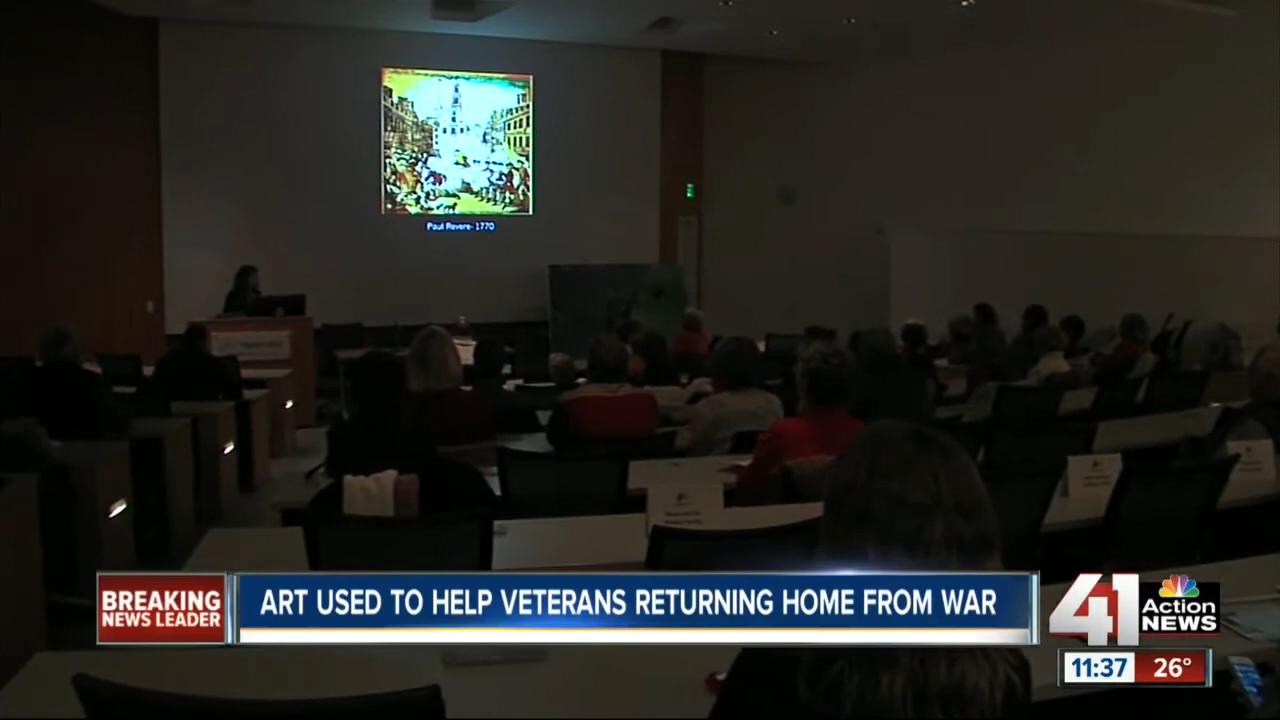 Paul Revere- 1770
BREAKING
NEWS LEADER
ART USED TO HELP VETERANS RETURNING HOME FROM WAR
41
Action
NEWS
11:37 26°